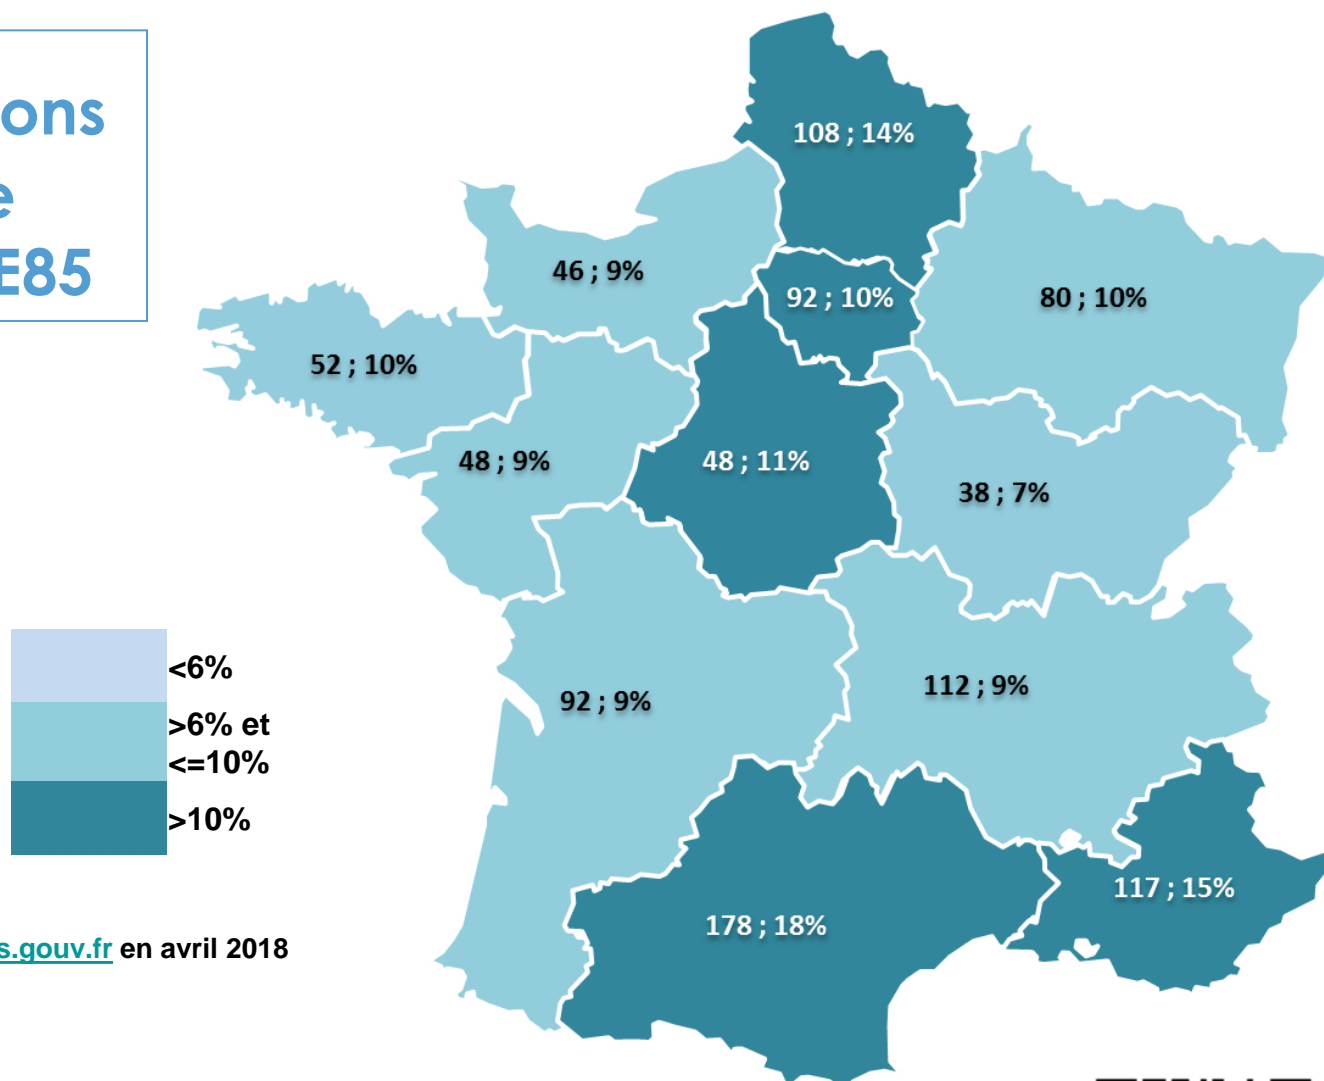 ons
e
E85
108 ; 14%
46 ; 9%
92 ; 10%
80 ; 10%
52 ; 10%
48 ; 9%
48 ; 11%
38 ; 7%
<6%
>6% et
<=10%
>10%
92 ; 9%
112 ; 9%
117 ; 15%
178 ; 18%
s.gouv.fr en avril 2018